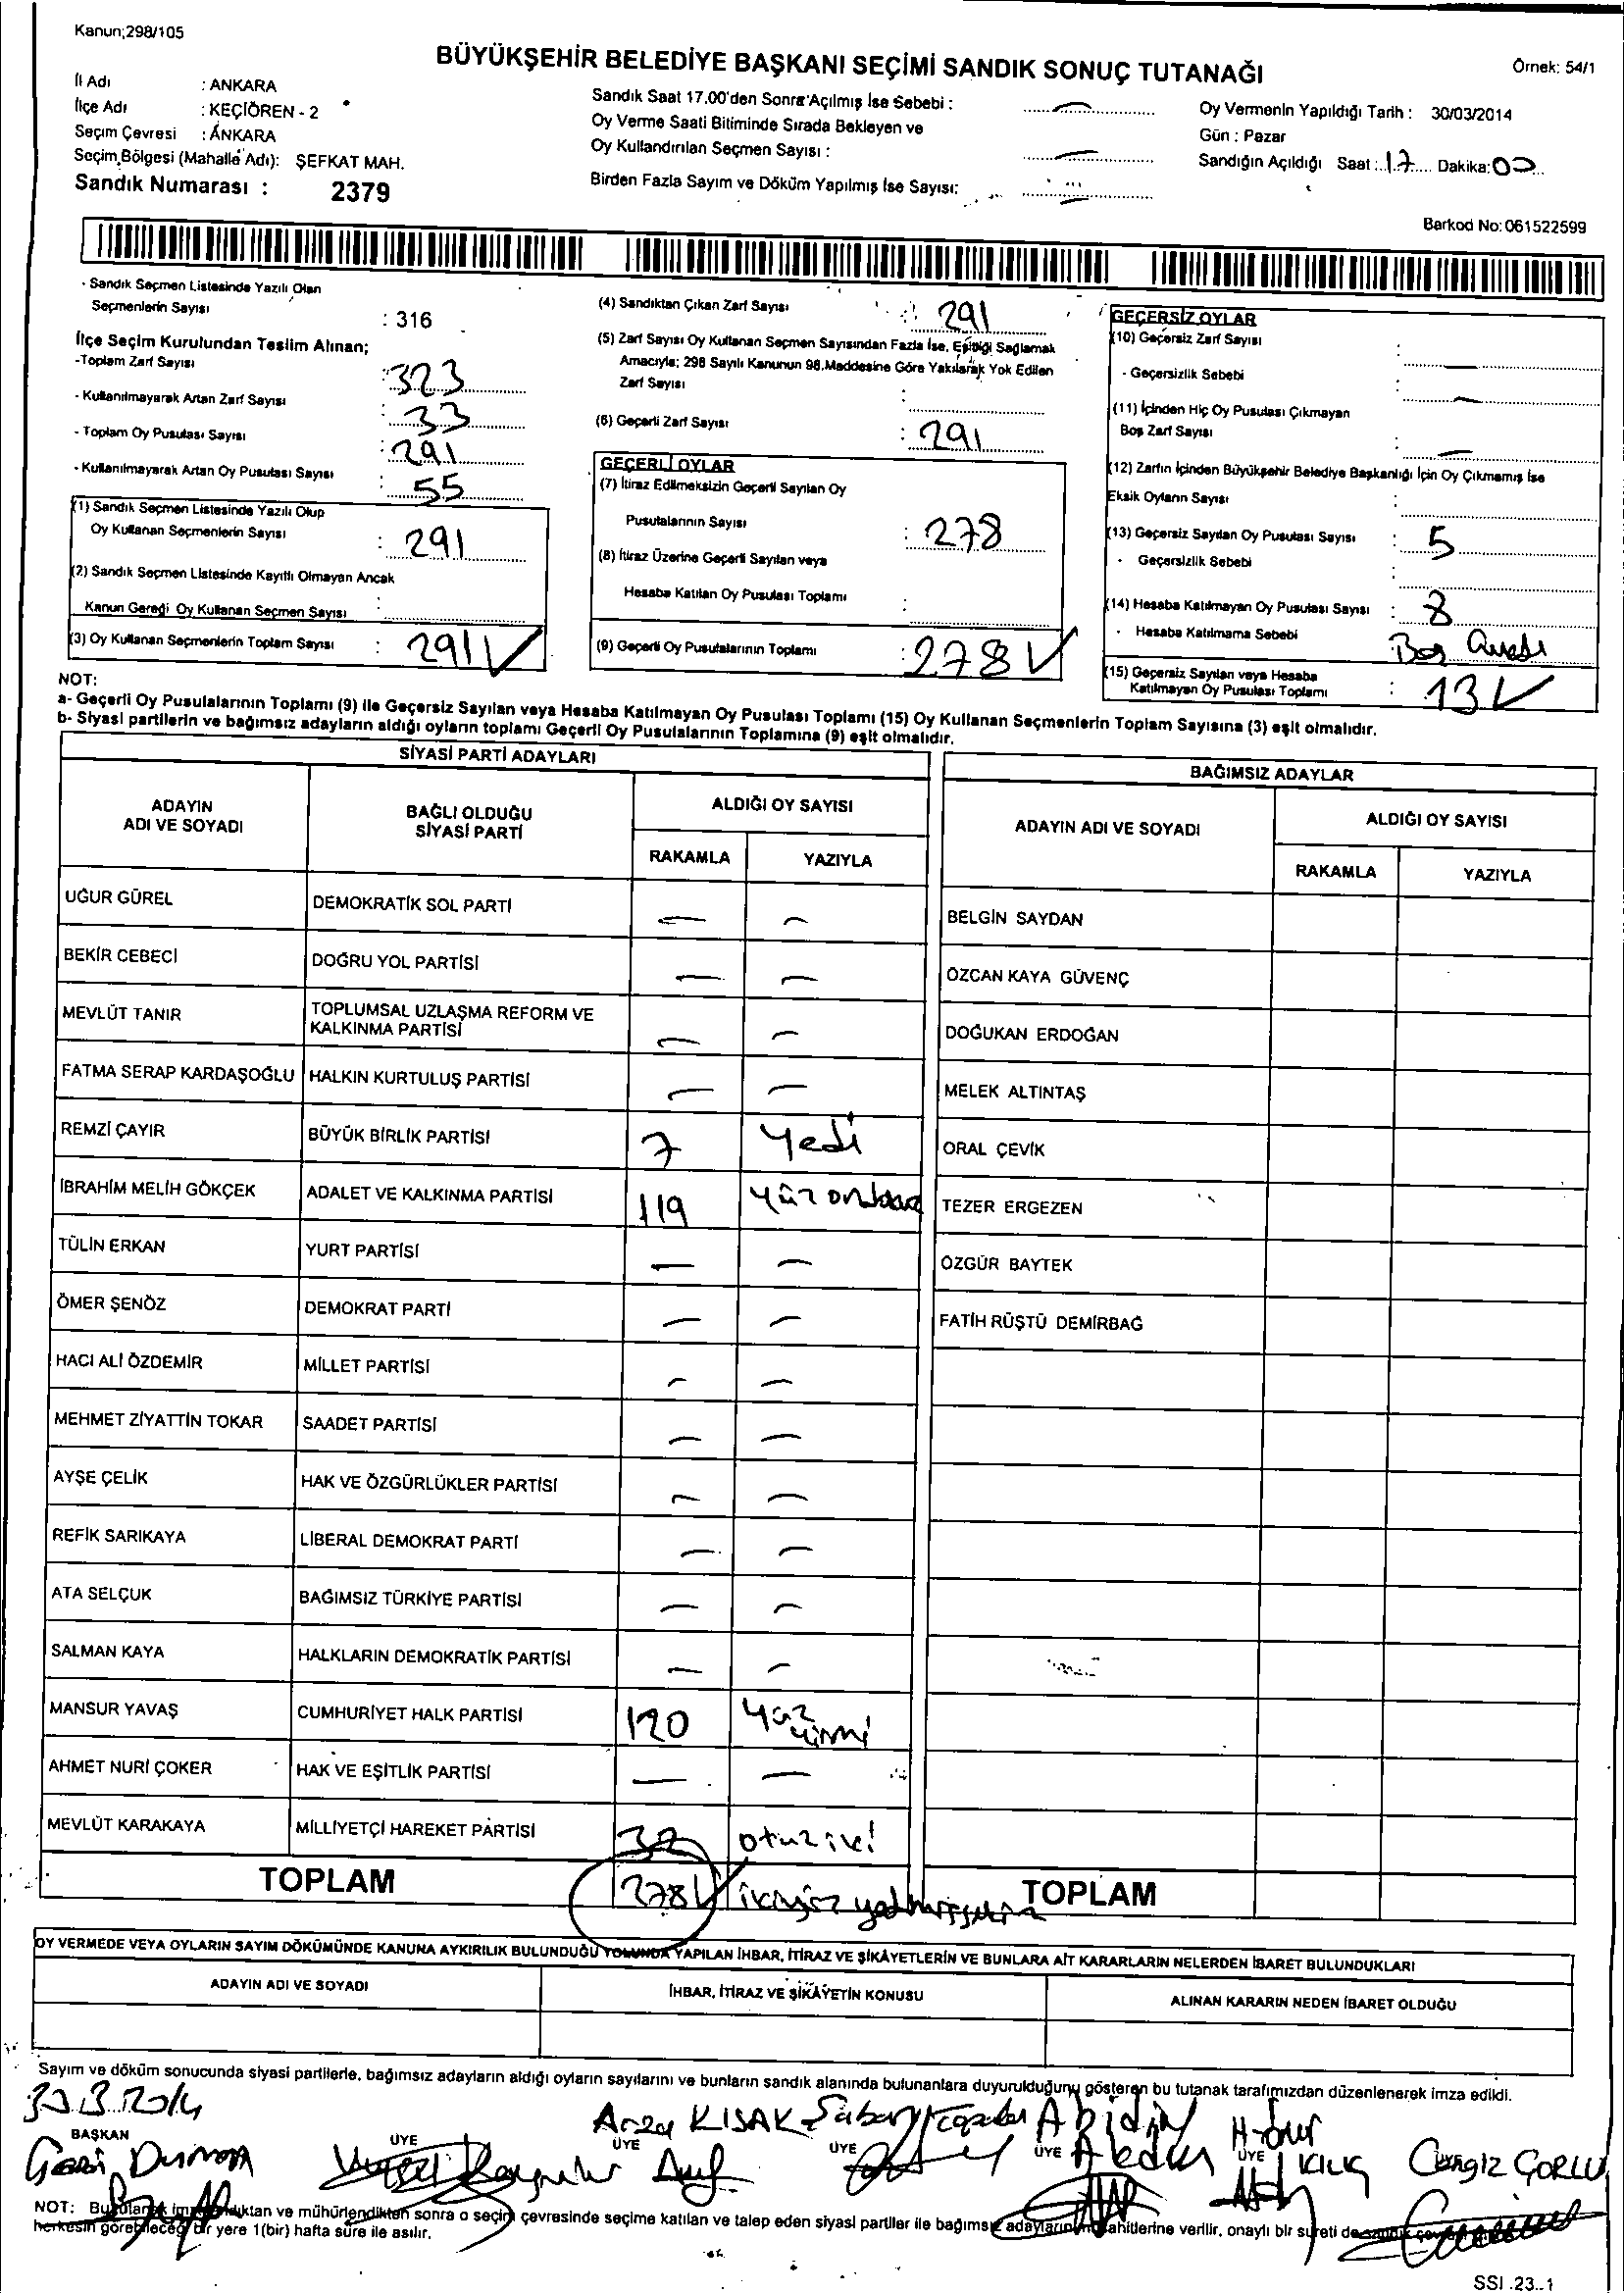 Kanun;298/105
BÜYÜKŞEHİR BELEDİYE BAŞKANI SEÇİMİ SANDIK SONUÇ TUTANAĞI
Örnek: 54/1
İl Adı : ANKARA
İlçe Adı : KEÇİÖREN - 2
Seçim Çevresi : ANKARA
Seçim Bölgesi (Mahalle Adı): ŞEFKAT MAH.
Sandık Numarası : 2379
Sandık Saat 17.00'den Sonra Açılmış İse Sebebi :
Oy Verme Saati Bitiminde Sırada Bekleyen ve
Oy Kullandırılan Seçmen Sayısı :
Birden Fazla Sayım ve Döküm Yapılmış İse Sayısı:
Oy Vermenin Yapıldığı Tarih : 30/03/2014
Gün : Pazar
Sandığın Açıldığı Saat : 17 Dakika: 00
Barkod No: 061522599
- Sandık Seçmen Listesinde Yazılı Olan
Seçmenlerin Sayısı : 316
İlçe Seçim Kurulundan Teslim Alınan;
-Toplam Zarf Sayısı : 323
- Kullanılmayarak Artan Zarf Sayısı : 33
- Toplam Oy Pusulası Sayısı : 291
- Kullanılmayarak Artan Oy Pusulası Sayısı : 55
(1) Sandık Seçmen Listesinde Yazılı Olup
Oy Kullanan Seçmenlerin Sayısı : 291
(2) Sandık Seçmen Listesinde Kayıtlı Olmayan Ancak
Kanun Gereği Oy Kullanan Seçmen Sayısı :
(3) Oy Kullanan Seçmenlerin Toplam Sayısı : 291
(4) Sandıktan Çıkan Zarf Sayısı : 291
(5) Zarf Sayısı Oy Kullanan Seçmen Sayısından Fazla İse, Eşitliği Sağlamak
Amacıyla; 298 Sayılı Kanunun 98.Maddesine Göre Yakılarak Yok Edilen
Zarf Sayısı :
(6) Geçerli Zarf Sayısı : 291
GEÇERLİ OYLAR
(7) İtiraz Edilmeksizin Geçerli Sayılan Oy
Pusulalarının Sayısı : 278
(8) İtiraz Üzerine Geçerli Sayılan veya
Hesaba Katılan Oy Pusulası Toplamı :
(9) Geçerli Oy Pusulalarının Toplamı : 278
GEÇERSİZ OYLAR
(10) Geçersiz Zarf Sayısı :
- Geçersizlik Sebebi :
(11) İçinden Hiç Oy Pusulası Çıkmayan
Boş Zarf Sayısı :
(12) Zarfın İçinden Büyükşehir Belediye Başkanlığı İçin Oy Çıkmamış İse
Eksik Oyların Sayısı :
(13) Geçersiz Sayılan Oy Pusulası Sayısı : 5
- Geçersizlik Sebebi :
(14) Hesaba Katılmayan Oy Pusulası Sayısı : 8
- Hesaba Katılmama Sebebi : Boş
(15) Geçersiz Sayılan veya Hesaba
Katılmayan Oy Pusulası Toplamı : 13
NOT:
a- Geçerli Oy Pusulalarının Toplamı (9) ile Geçersiz Sayılan veya Hesaba Katılmayan Oy Pusulası Toplamı (15) Oy Kullanan Seçmenlerin Toplam Sayısına (3) eşit olmalıdır.
b- Siyasi partilerin ve bağımsız adayların aldığı oyların toplamı Geçerli Oy Pusulalarının Toplamına (9) eşit olmalıdır.
SİYASİ PARTİ ADAYLARI
ADAYIN ADI VE SOYADI BAĞLI OLDUĞU SİYASİ PARTİ ALDIĞI OY SAYISI
RAKAMLA YAZIYLA
UĞUR GÜREL DEMOKRATİK SOL PARTİ — —
BEKİR CEBECİ DOĞRU YOL PARTİSİ — —
MEVLÜT TANIR TOPLUMSAL UZLAŞMA REFORM VE KALKINMA PARTİSİ — —
FATMA SERAP KARDAŞOĞLU HALKIN KURTULUŞ PARTİSİ — —
REMZİ ÇAYIR BÜYÜK BİRLİK PARTİSİ 7 Yedi
İBRAHİM MELİH GÖKÇEK ADALET VE KALKINMA PARTİSİ 119 Yüz
TÜLİN ERKAN YURT PARTİSİ — —
ÖMER ŞENÖZ DEMOKRAT PARTİ — —
HACI ALİ ÖZDEMİR MİLLET PARTİSİ — —
MEHMET ZİYATTİN TOKAR SAADET PARTİSİ — —
AYŞE ÇELİK HAK VE ÖZGÜRLÜKLER PARTİSİ — —
REFİK SARIKAYA LİBERAL DEMOKRAT PARTİ — —
ATA SELÇUK BAĞIMSIZ TÜRKİYE PARTİSİ — —
SALMAN KAYA HALKLARIN DEMOKRATİK PARTİSİ — —
MANSUR YAVAŞ CUMHURİYET HALK PARTİSİ 120 Yüz yirmi
AHMET NURİ ÇOKER HAK VE EŞİTLİK PARTİSİ — —
MEVLÜT KARAKAYA MİLLİYETÇİ HAREKET PARTİSİ 32 otuz iki
TOPLAM 278 ikiyüz yetmişsekiz
BAĞIMSIZ ADAYLAR
ADAYIN ADI VE SOYADI ALDIĞI OY SAYISI
RAKAMLA YAZIYLA
BELGİN SAYDAN
ÖZCAN KAYA GÜVENÇ
DOĞUKAN ERDOĞAN
MELEK ALTINTAŞ
ORAL ÇEVİK
TEZER ERGEZEN
ÖZGÜR BAYTEK
FATİH RÜŞTÜ DEMİRBAĞ
TOPLAM
OY VERMEDE VEYA OYLARIN SAYIM DÖKÜMÜNDE KANUNA AYKIRILIK BULUNDUĞU YOLUNDA YAPILAN İHBAR, İTİRAZ VE ŞİKAYETLERİN VE BUNLARA AİT KARARLARIN NELERDEN İBARET BULUNDUKLARI
ADAYIN ADI VE SOYADI İHBAR, İTİRAZ VE ŞİKÂYETİN KONUSU ALINAN KARARIN NEDEN İBARET OLDUĞU
Sayım ve döküm sonucunda siyasi partilerle, bağımsız adayların aldığı oyların sayılarını ve bunların sandık alanında bulunanlara duyurulduğunu gösteren bu tutanak tarafımızdan düzenlenerek imza edildi.
30.3.2014
BAŞKAN ÜYE ÜYE ÜYE ÜYE ÜYE
Arzu KISAK Abidin
KILIÇ Cengiz ÇORLU
NOT: Bu tutanak imzalandıktan ve mühürlendikten sonra o seçim çevresinde seçime katılan ve talep eden siyasi partiler ile bağımsız adayların müşahitlerine verilir, onaylı bir sureti de sandık
herkesin görebileceği bir yere 1(bir) hafta süre ile asılır.
SSI .23..1